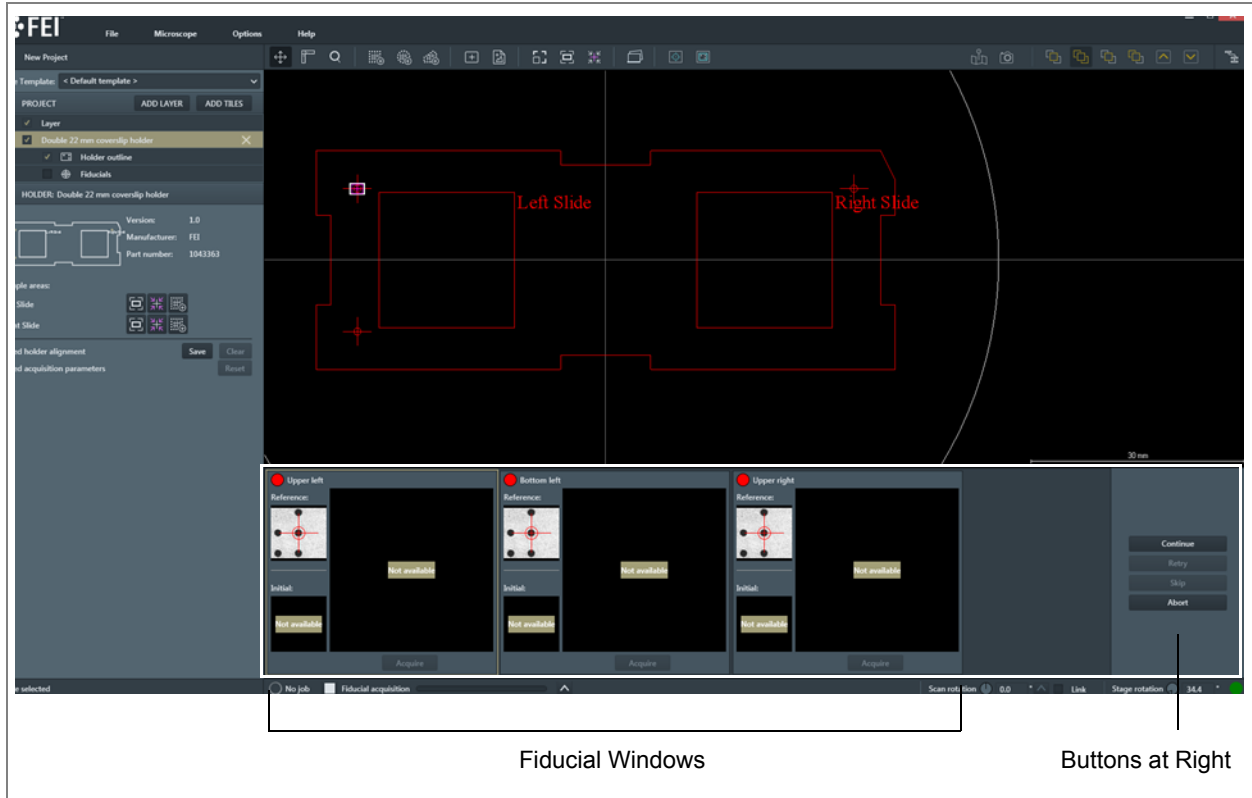 FEI
File Microscope Options Help
New Project
Template: < Default template >
PROJECT ADD LAYER ADD TILES
Layer
Double 22 mm coverslip holder
Holder outline
Fiducials
HOLDER: Double 22 mm coverslip holder
Version: 1.0
Manufacturer: FEI
Part number: 1043363
ple areas:
Slide
t Slide
ed holder alignment Save Clear
ed acquisition parameters Reset
Left Slide
Right Slide
30 mm
Upper left
Reference:
Not available
Initial:
Not available
Acquire
Bottom left
Reference:
Not available
Initial:
Not available
Acquire
Upper right
Reference:
Not available
Initial:
Not available
Acquire
Continue
Retry
Skip
Abort
e selected
No job Fiducial acquisition
Scan rotation 0.0 ° Link Stage rotation 34.4 °
Fiducial Windows
Buttons at Right